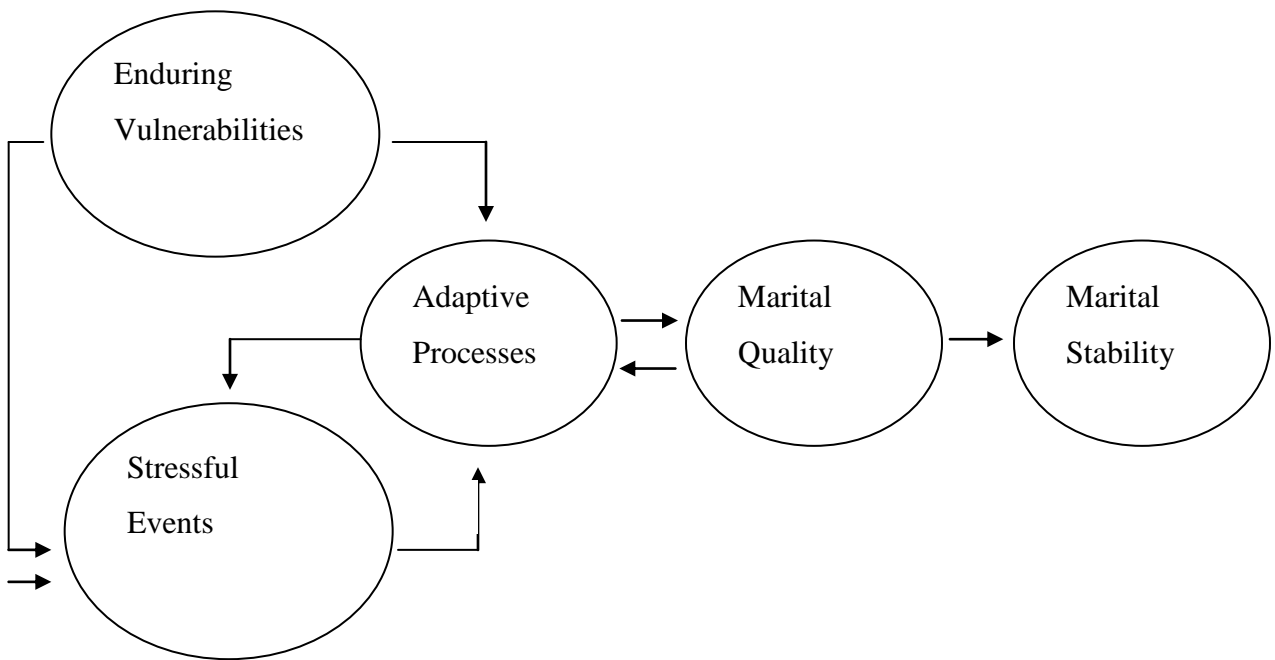 Enduring
Vulnerabilities
Adaptive
Processes
Marital
Quality
Marital
Stability
Stressful
Events